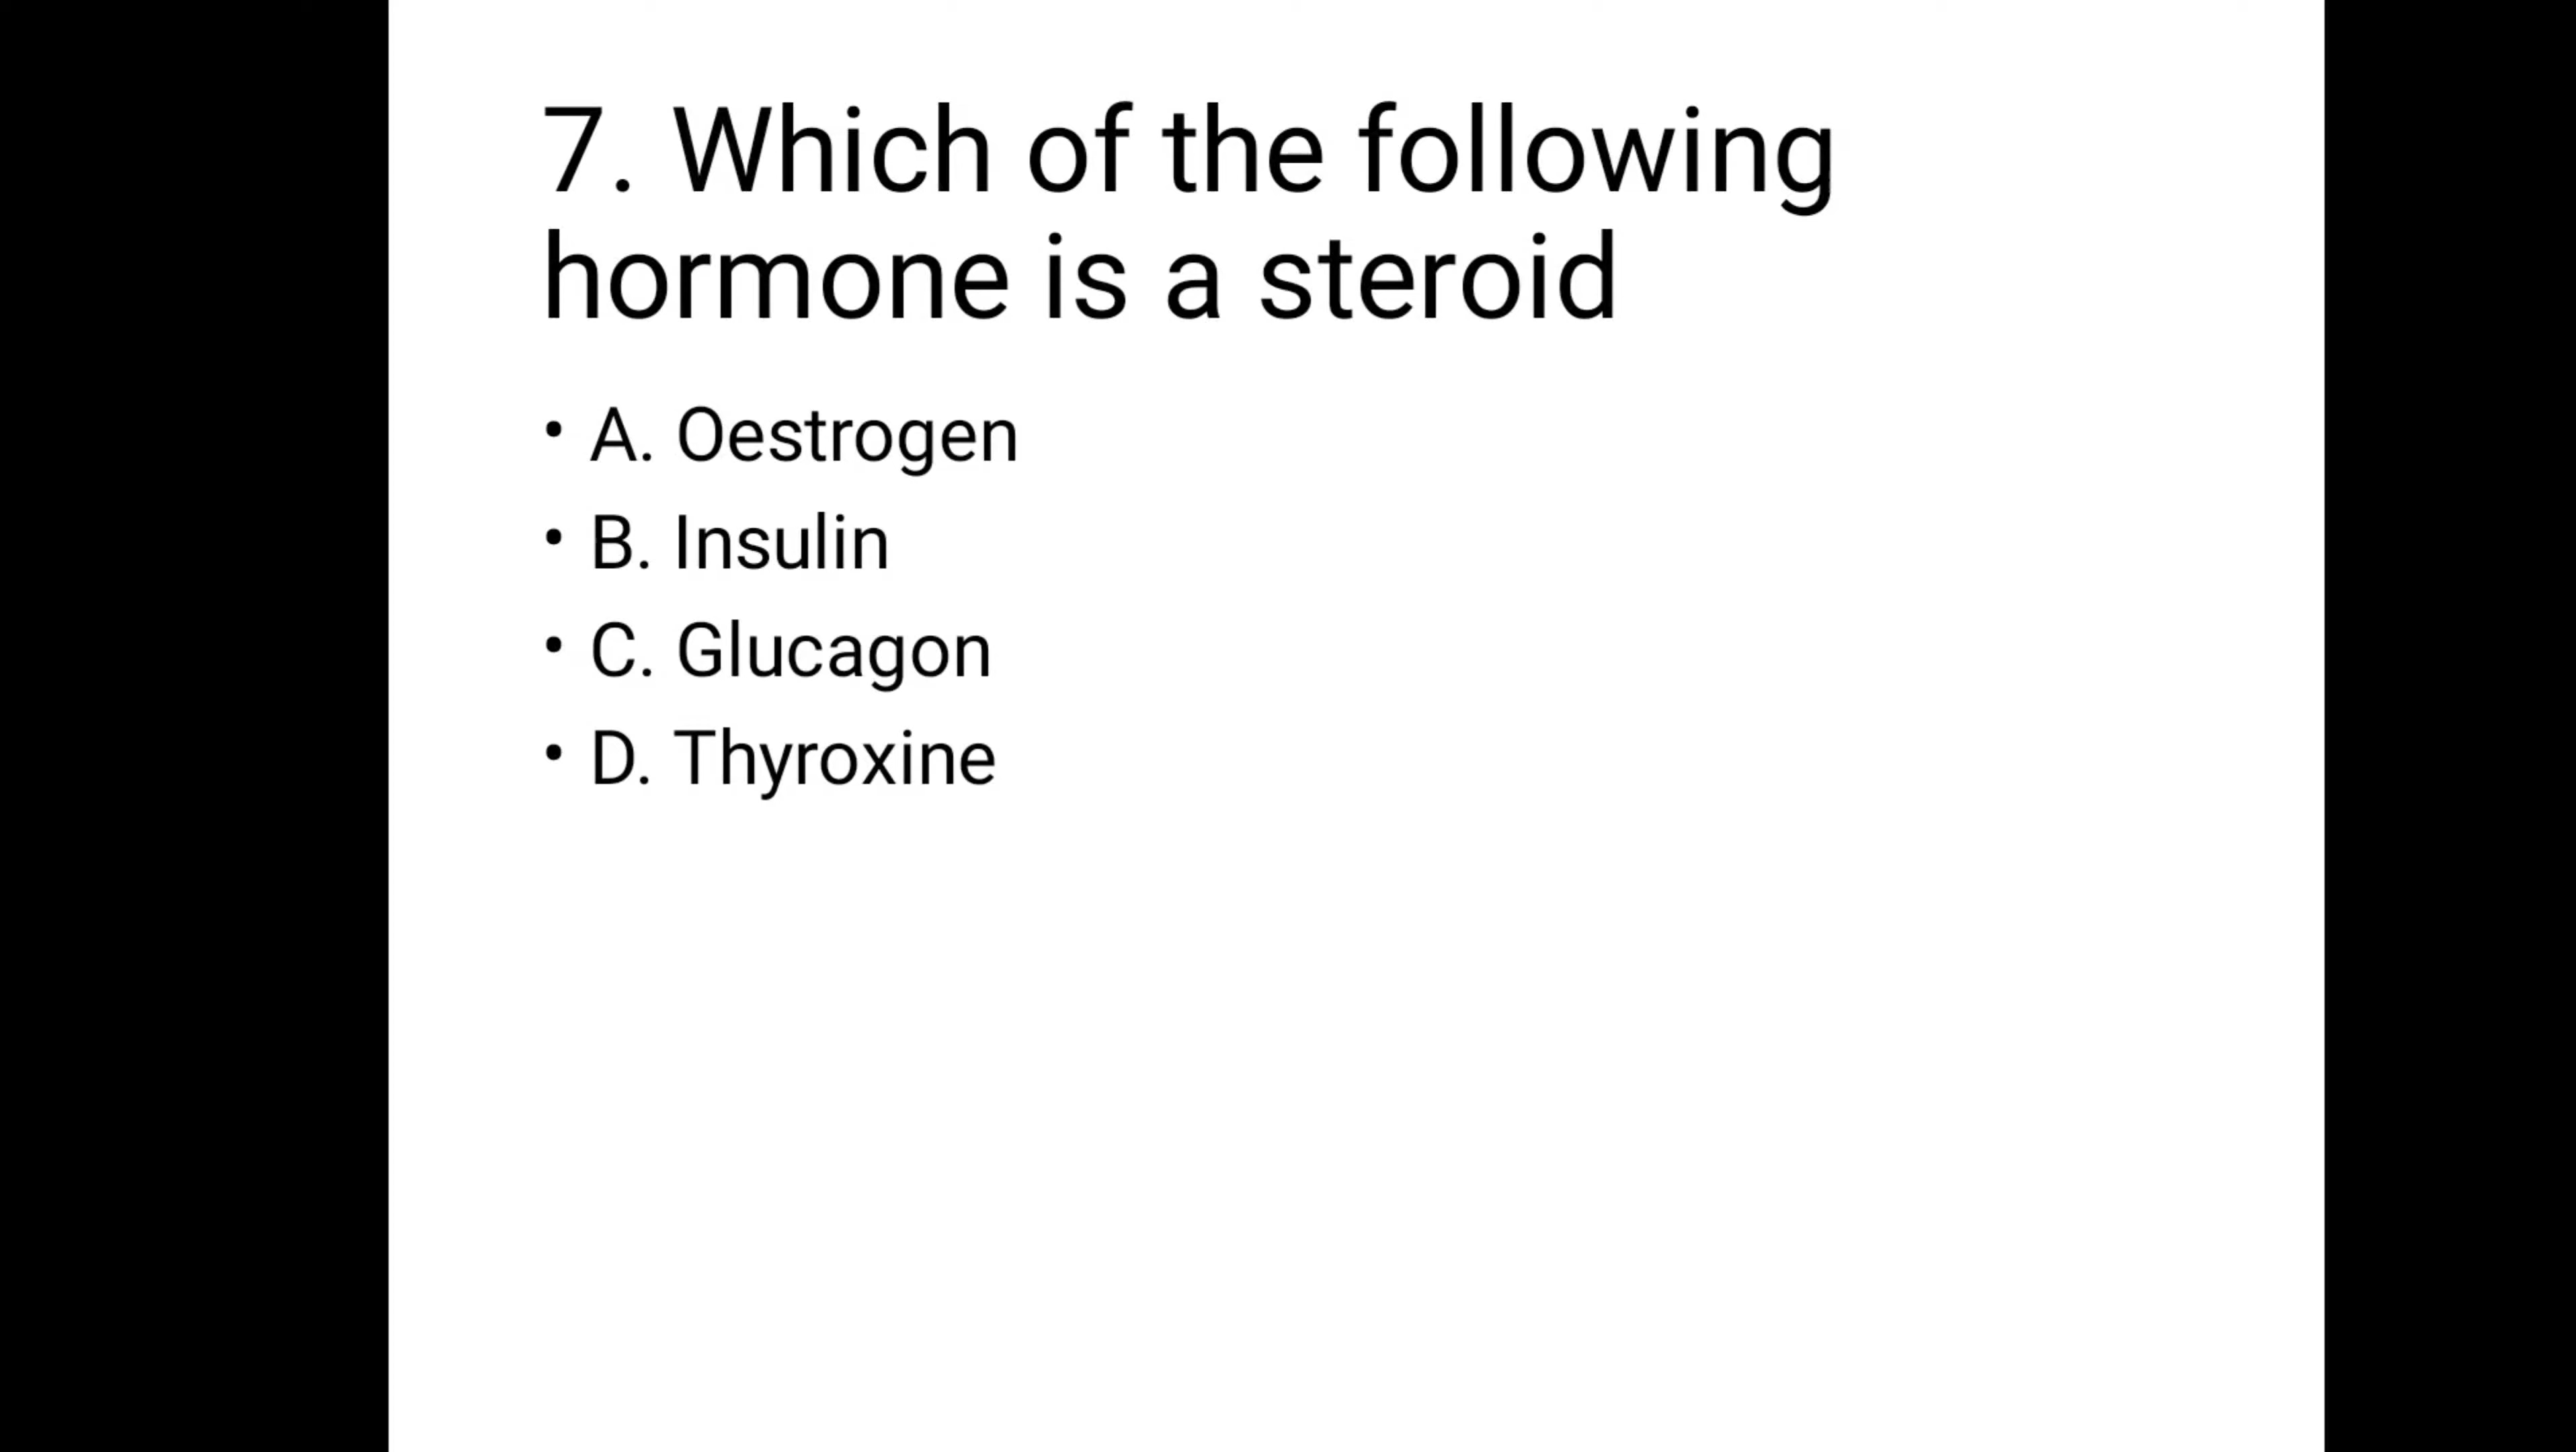 7. Which of the following
hormone is a steroid
• A. Oestrogen
• B. Insulin
• C. Glucagon
• D. Thyroxine